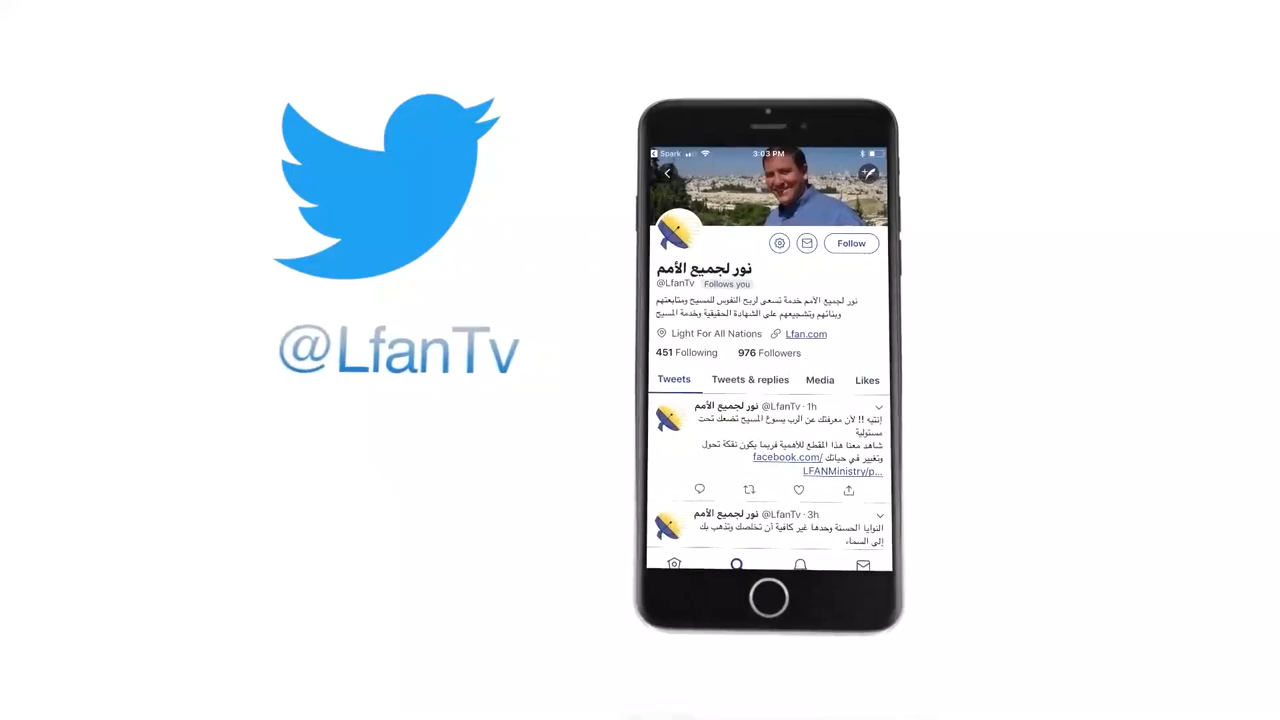 @LfanTv
Spark
3:03 PM
Follow
نور لجميع الأمم
@LfanTv Follows you
نور لجميع الأمم خدمة تسعى لربح النفوس للمسيح ومتابعتهم
وبنائهم وتشجيعهم على الشهادة الحقيقية وخدمة المسيح
Light For All Nations Lfan.com
451 Following 976 Followers
Tweets Tweets & replies Media Likes
نور لجميع الأمم @LfanTv · 1h
إنتبه !! لأن معرفتك عن الرب يسوع المسيح تضعك تحت
مسئولية
شاهد معنا هذا المقطع للأهمية فربما يكون نقكة تحول
وتغيير في حياتك facebook.com/
LFANMinistry/p...
نور لجميع الأمم @LfanTv · 3h
النوايا الحسنة وحدها غير كافية أن تخلصك وتذهب بك
إلى السماء